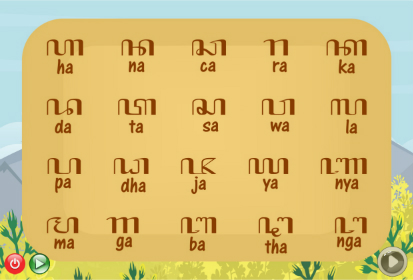 ꦲ ꦤ ꦕ ꦫ ꦏ
ha na ca ra ka
ꦢ ꦠ ꦱ ꦮ ꦭ
da ta sa wa la
ꦥ ꦝ ꦗ ꦪ ꦚ
pa dha ja ya nya
ꦩ ꦒ ꦧ ꦛ ꦔ
ma ga ba tha nga